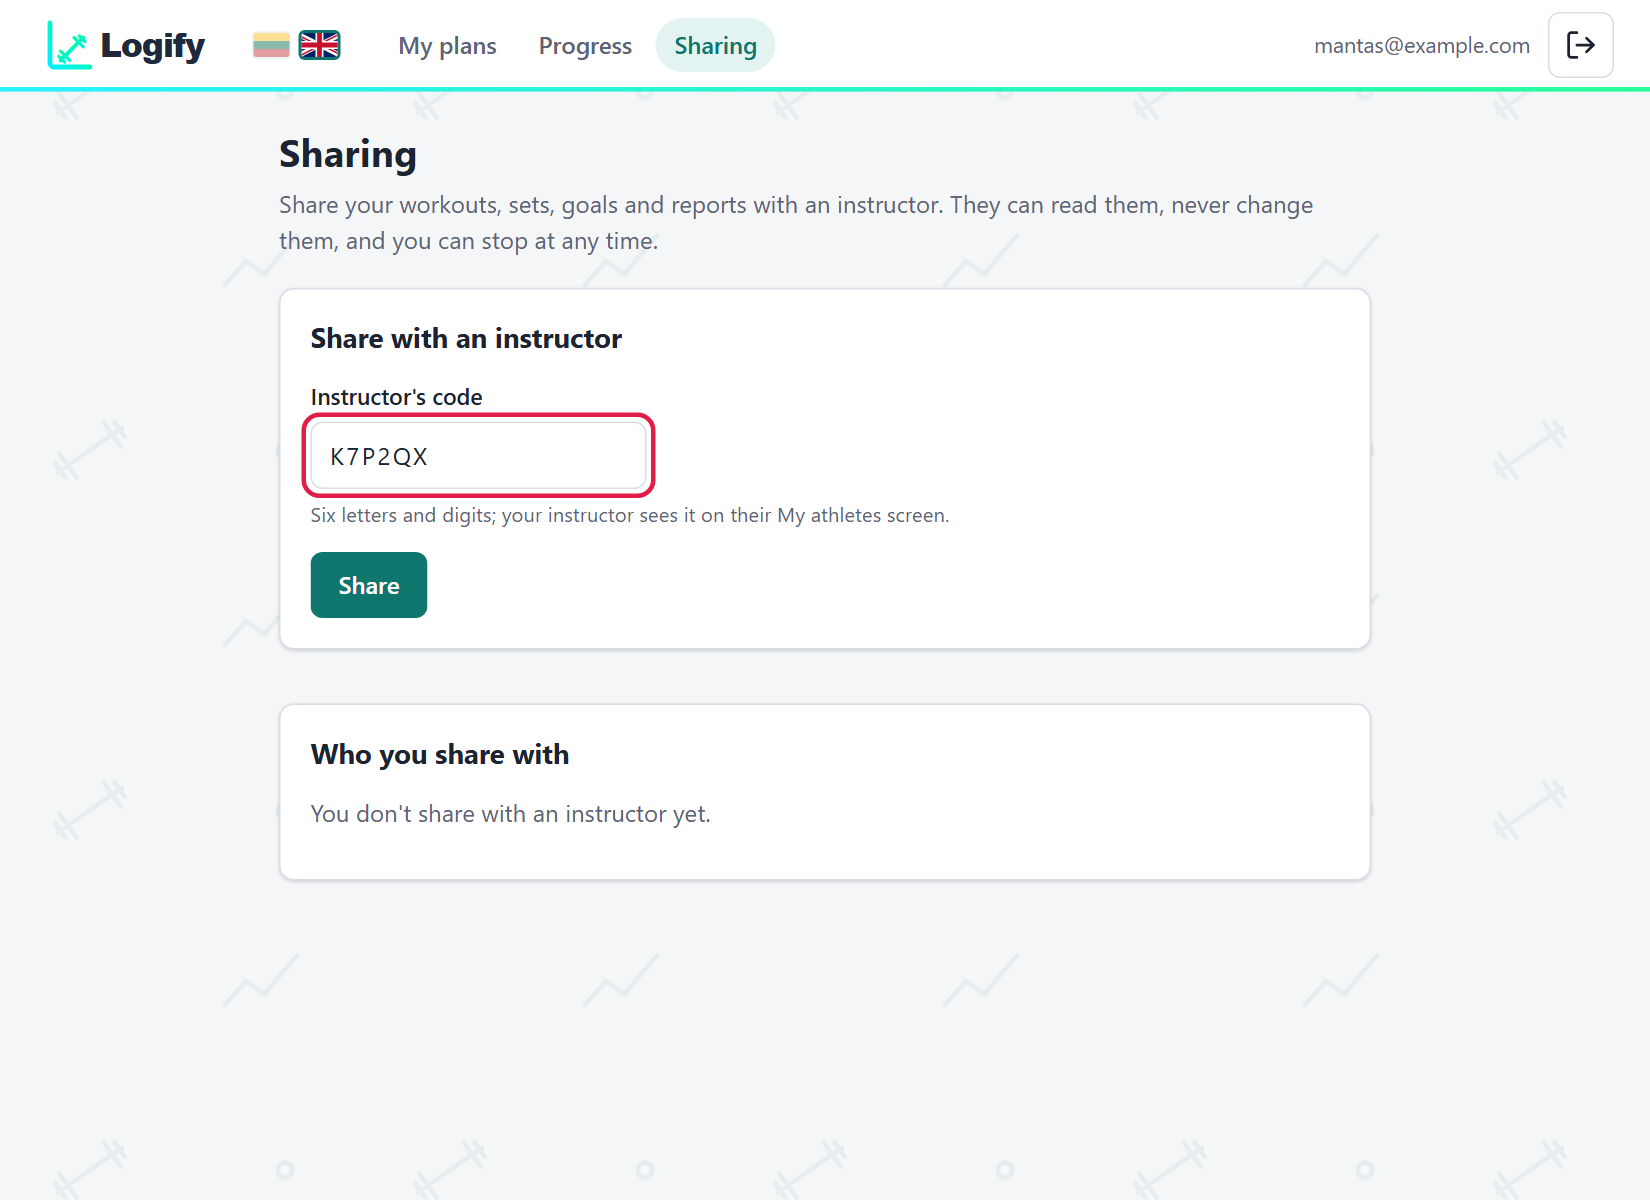 Logify
My plans
Progress
Sharing
mantas@example.com
Sharing
Share your workouts, sets, goals and reports with an instructor. They can read them, never change
them, and you can stop at any time.
Share with an instructor
Instructor's code
K7P2QX
Six letters and digits; your instructor sees it on their My athletes screen.
Share
Who you share with
You don't share with an instructor yet.